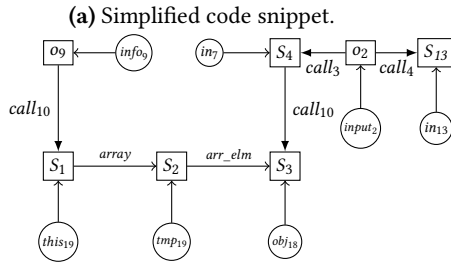 (a) Simplified code snippet.
o9 info9 in7 S4 o2 S13
call3 call4
call10 call10
input2 in13
S1 array S2 arr_elm S3
this19 tmp19 obj18